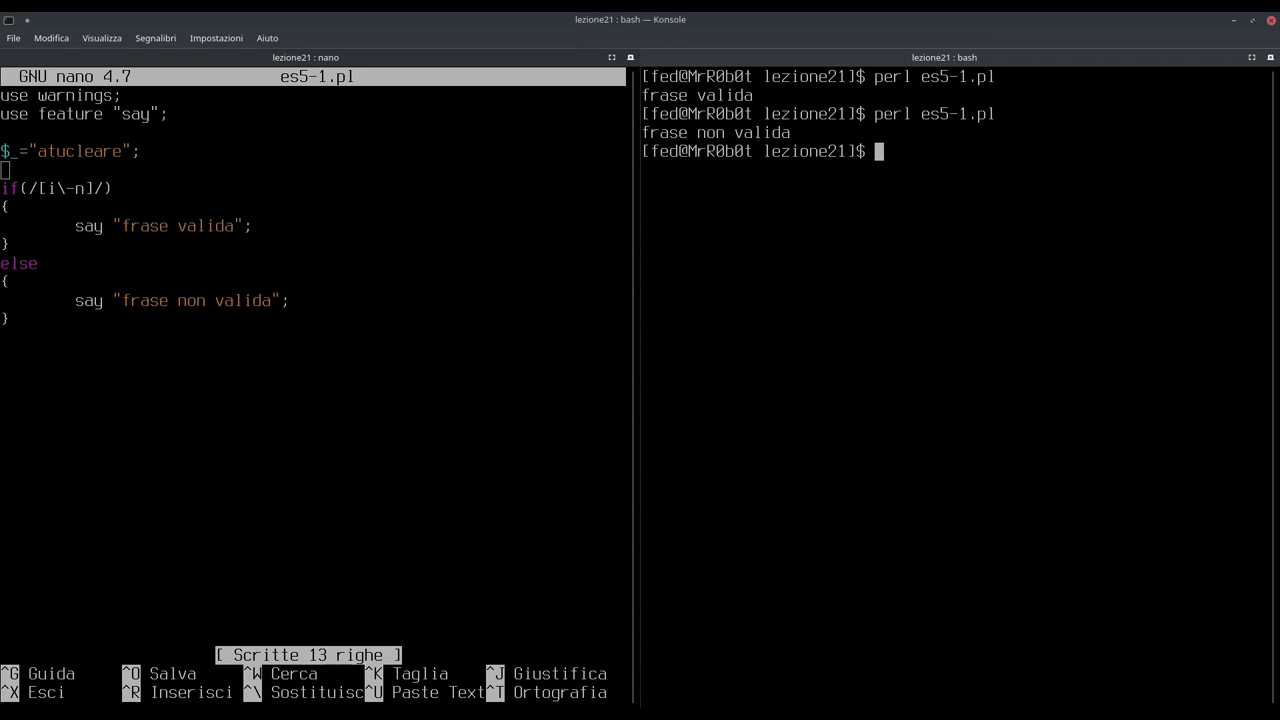 lezione21 : bash — Konsole
File Modifica Visualizza Segnalibri Impostazioni Aiuto
lezione21 : nano
GNU nano 4.7 es5-1.pl
use warnings;
use feature "say";
$_="atucleare";
if(/[i\-n]/)
{
say "frase valida";
}
else
{
say "frase non valida";
}
[ Scritte 13 righe ]
^G Guida ^O Salva ^W Cerca ^K Taglia ^J Giustifica
^X Esci ^R Inserisci ^\ Sostituisc ^U Paste Text ^T Ortografia
lezione21 : bash
[fed@MrR0b0t lezione21]$ perl es5-1.pl
frase valida
[fed@MrR0b0t lezione21]$ perl es5-1.pl
frase non valida
[fed@MrR0b0t lezione21]$